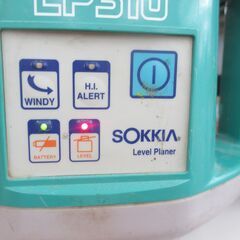 LP310
WINDY
H.I.
ALERT
SOKKIA
Level Planer
BATTERY
LEVEL